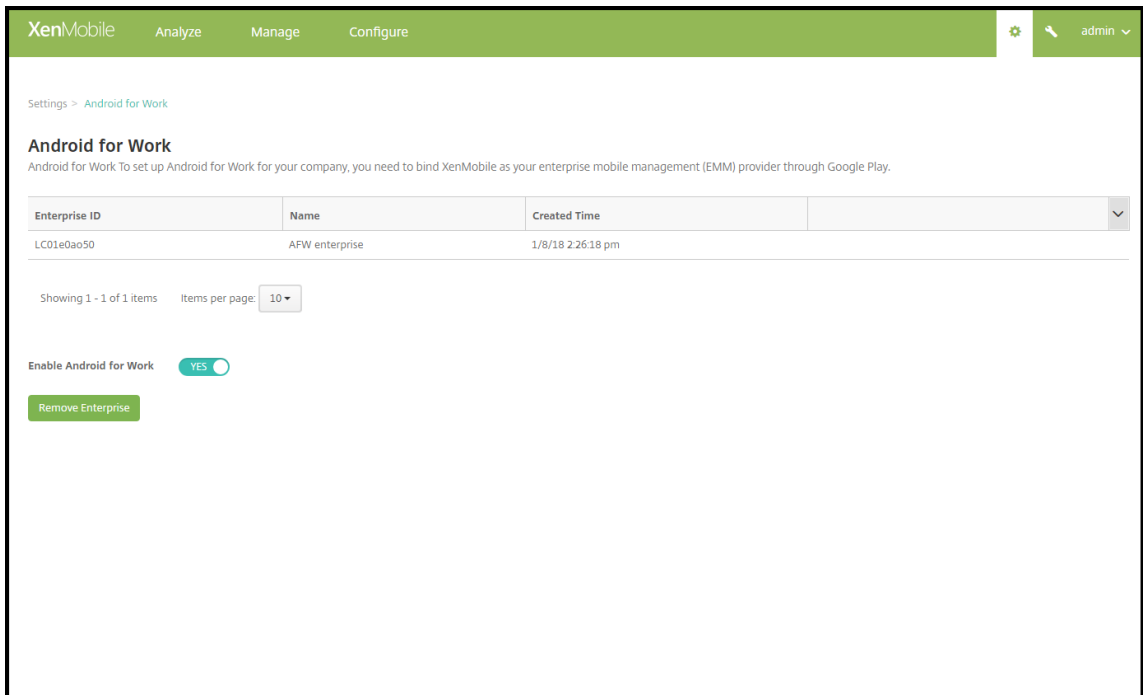 XenMobile Analyze Manage Configure admin
Settings > Android for Work
Android for Work
Android for Work To set up Android for Work for your company, you need to bind XenMobile as your enterprise mobile management (EMM) provider through Google Play.
Enterprise ID Name Created Time
LC01e0ao50 AFW enterprise 1/8/18 2:26:18 pm
Showing 1 - 1 of 1 items Items per page: 10
Enable Android for Work YES
Remove Enterprise